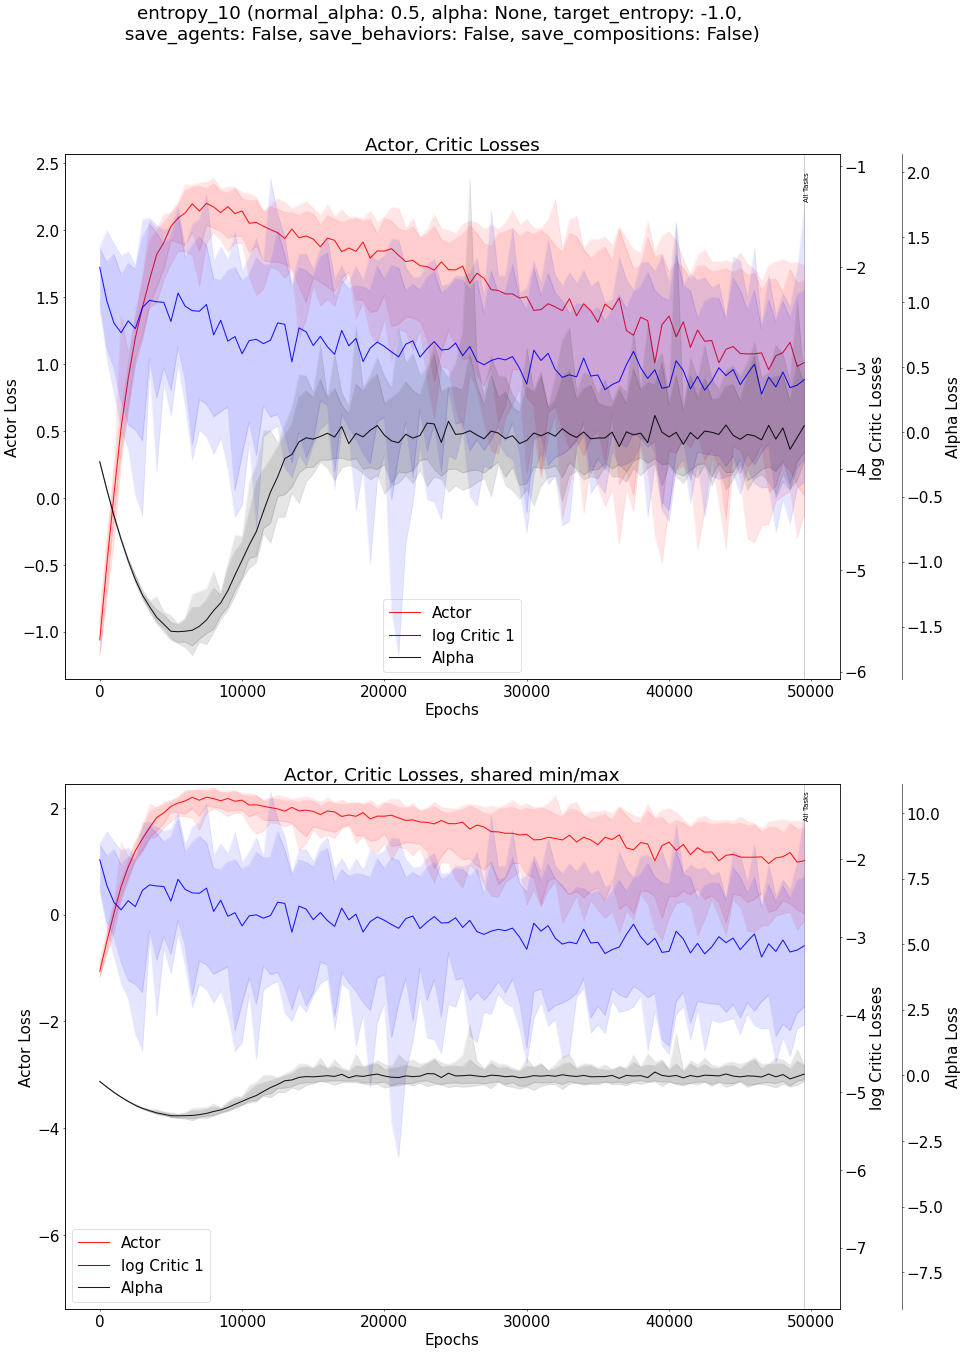 entropy_10 (normal_alpha: 0.5, alpha: None, target_entropy: -1.0,
save_agents: False, save_behaviors: False, save_compositions: False)
Actor, Critic Losses
2.5
2.0
1.5
1.0
0.5
0.0
−0.5
−1.0
Actor Loss
−1
−2
−3
−4
−5
−6
log Critic Losses
2.0
1.5
1.0
0.5
0.0
−0.5
−1.0
−1.5
Alpha Loss
All Tasks
Actor
log Critic 1
Alpha
0 10000 20000 30000 40000 50000
Epochs
Actor, Critic Losses, shared min/max
2
0
−2
−4
−6
Actor Loss
−2
−3
−4
−5
−6
−7
log Critic Losses
10.0
7.5
5.0
2.5
0.0
−2.5
−5.0
−7.5
Alpha Loss
All Tasks
Actor
log Critic 1
Alpha
0 10000 20000 30000 40000 50000
Epochs